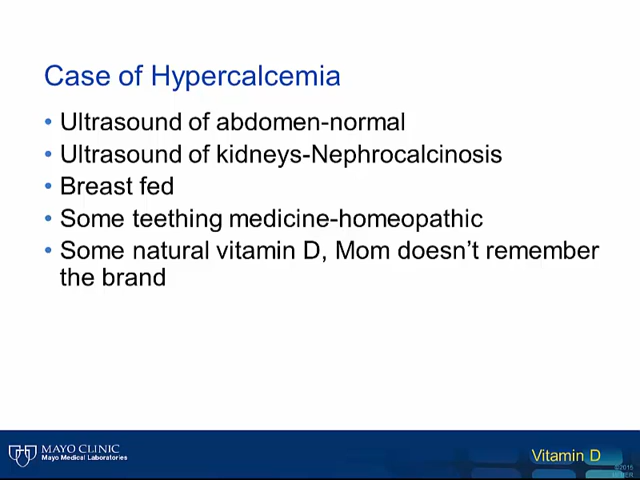 Case of Hypercalcemia
• Ultrasound of abdomen-normal
• Ultrasound of kidneys-Nephrocalcinosis
• Breast fed
• Some teething medicine-homeopathic
• Some natural vitamin D, Mom doesn't remember
the brand
MAYO CLINIC
Mayo Medical Laboratories
Vitamin D
©2015